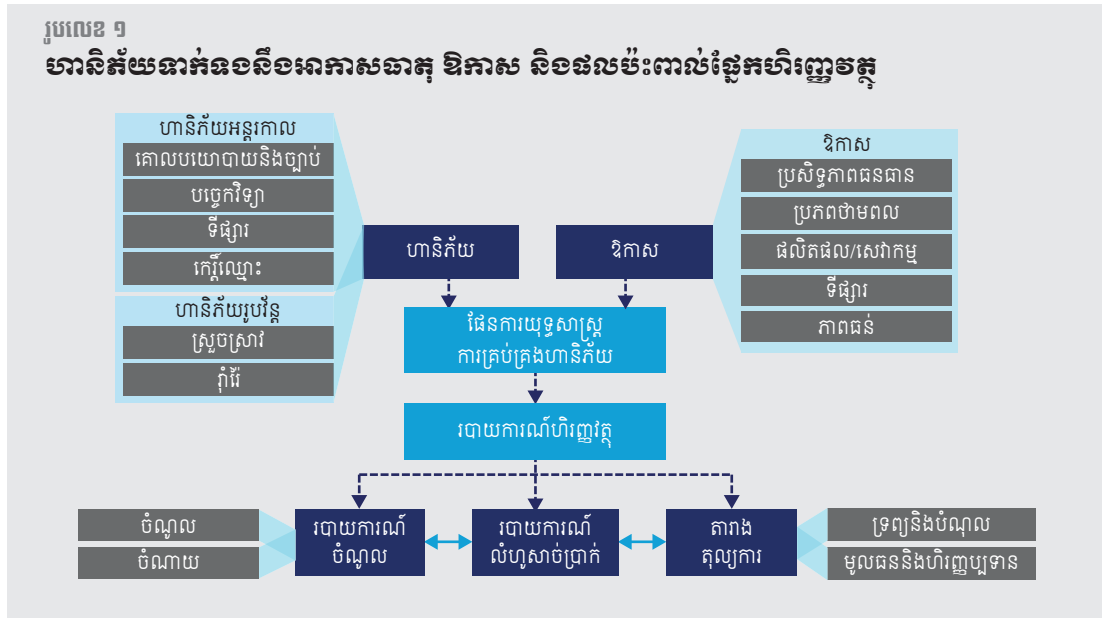 រូបលេខ ១
ហានិភ័យទាក់ទងនឹងអាកាសធាតុ ឱកាស និងផលប៉ះពាល់ផ្នែកហិរញ្ញវត្ថុ
ហានិភ័យអន្តរកាល
គោលបយោបាយនិងច្បាប់
បច្ចេកវិទ្យា
ទីផ្សារ
កេរ្តិ៍ឈ្មោះ
ហានិភ័យរូបវ័ន្ត
ស្រួចស្រាវ
រ៉ាំរ៉ៃ
ហានិភ័យ
ឱកាស
ឱកាស
ប្រសិទ្ធភាពធនធាន
ប្រភពថាមពល
ផលិតផល/សេវាកម្ម
ទីផ្សារ
ភាពធន់
ផែនការយុទ្ធសាស្ត្រ
ការគ្រប់គ្រងហានិភ័យ
របាយការណ៍ហិរញ្ញវត្ថុ
ចំណូល
ចំណាយ
របាយការណ៍
ចំណូល
របាយការណ៍
លំហូសាច់ប្រាក់
តារាង
តុល្យការ
ទ្រព្យនិងបំណុល
មូលធននិងហិរញ្ញប្បទាន